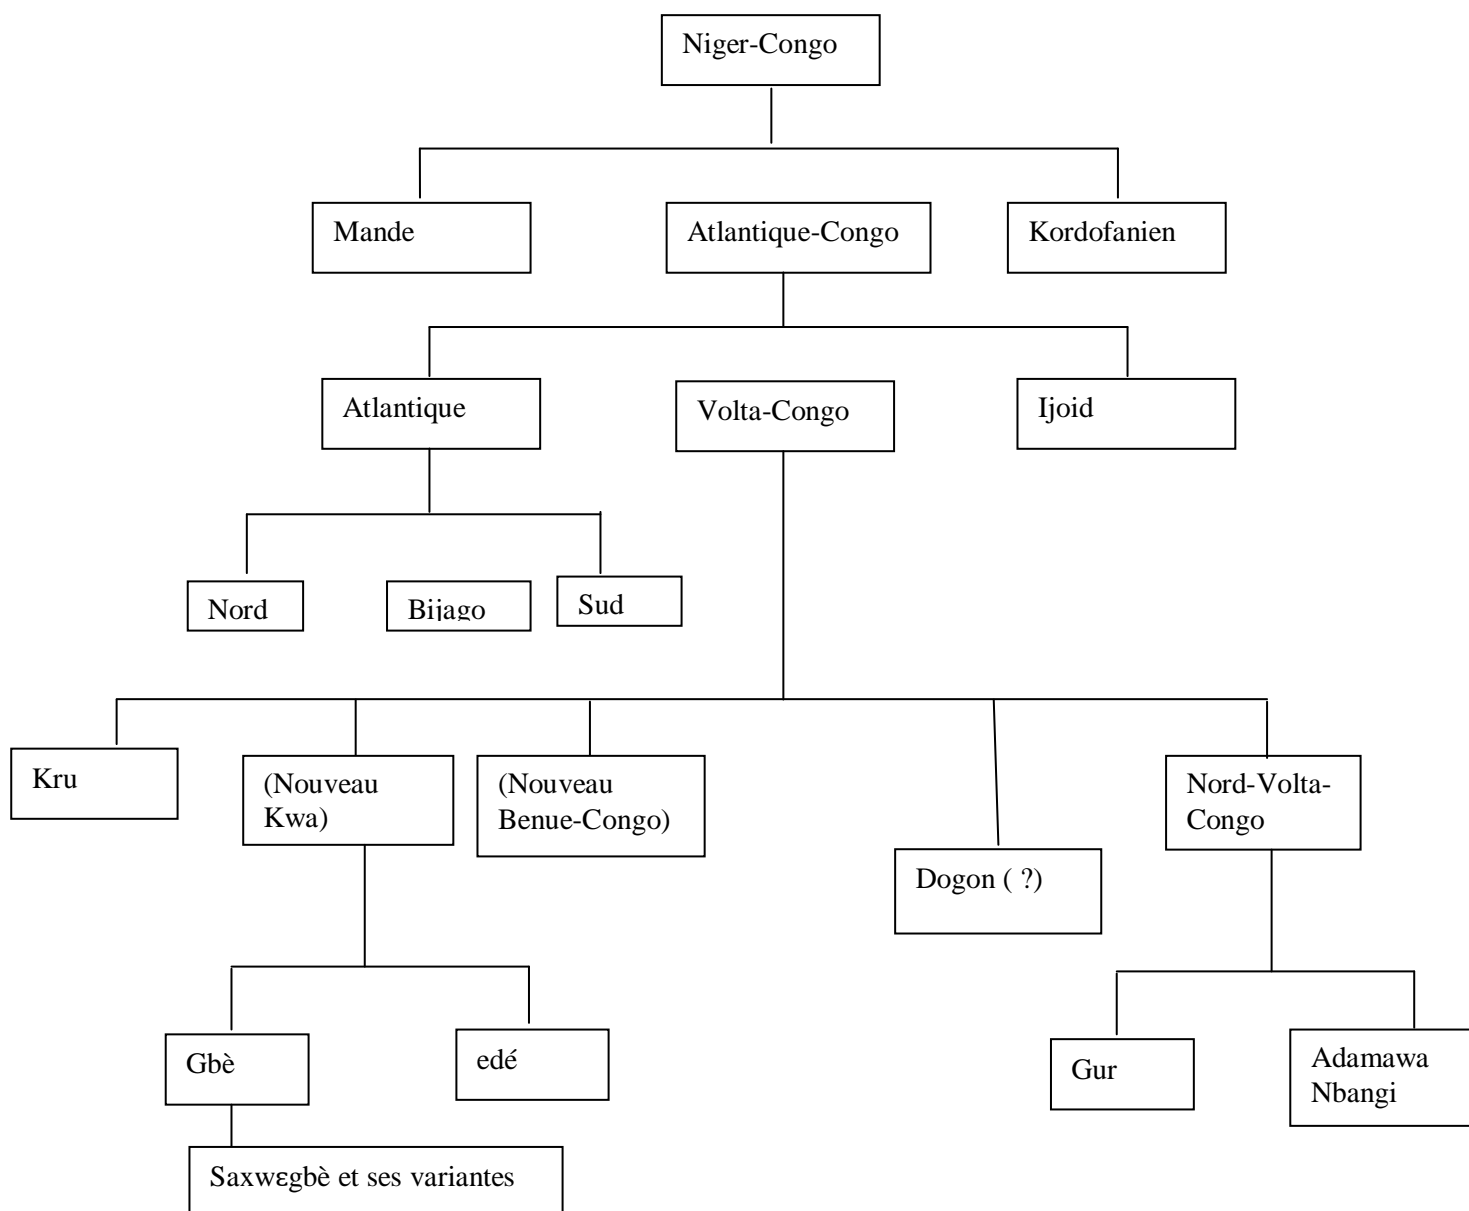 Niger-Congo
Mande
Atlantique-Congo
Kordofanien
Atlantique
Volta-Congo
Ijoid
Nord
Bijago
Sud
Kru
(Nouveau
Kwa)
(Nouveau
Benue-Congo)
Dogon ( ?)
Nord-Volta-
Congo
Gbè
edé
Gur
Adamawa
Nbangi
Saxwɛgbè et ses variantes